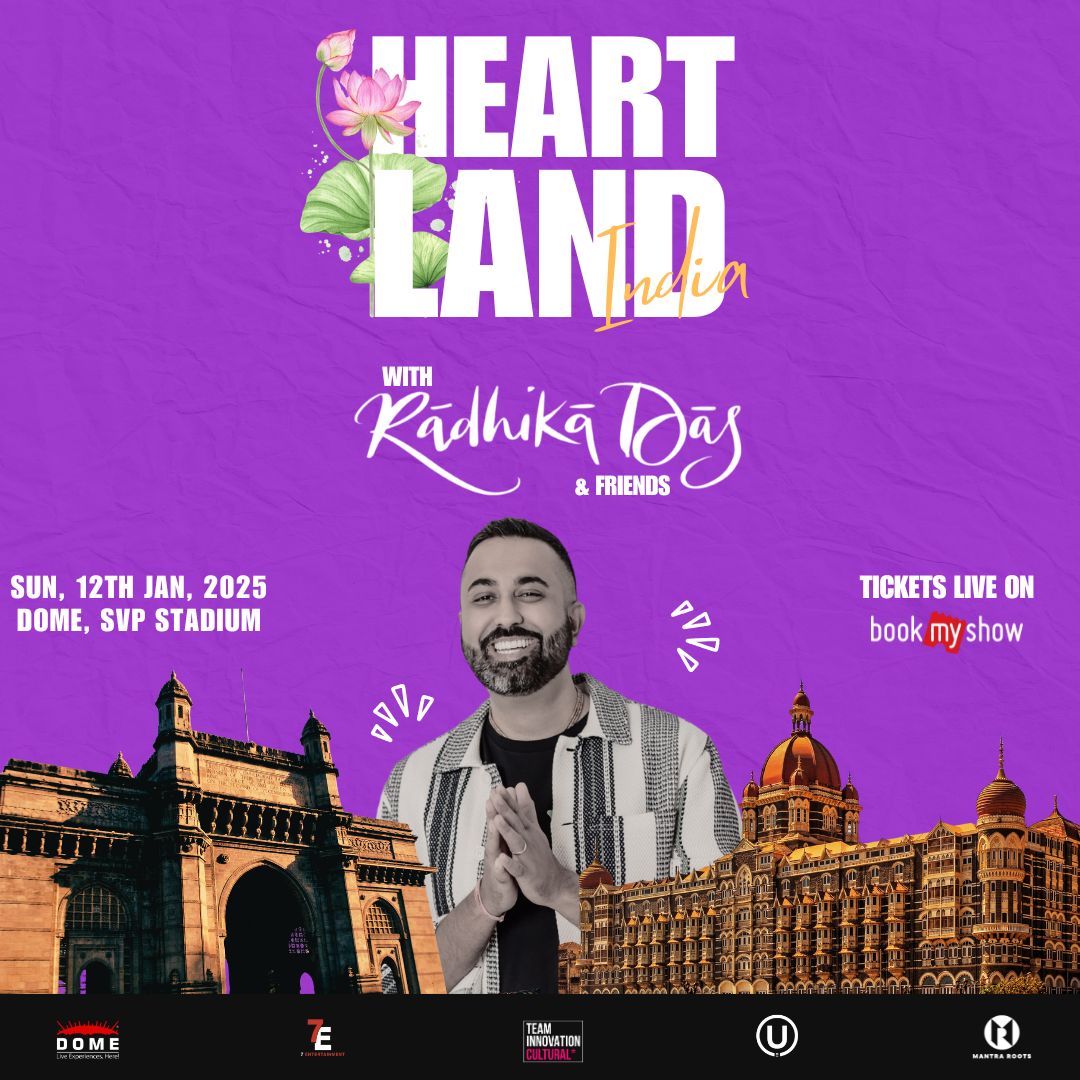 HEART
LAND
India
WITH
Rādhikā Dās
& FRIENDS
SUN, 12TH JAN, 2025
DOME, SVP STADIUM
TICKETS LIVE ON
book my show
DOME
Live Experiences, Here!
7E
7 ENTERTAINMENT
TEAM
INNOVATION
CULTURAL*
U
MANTRA ROOTS